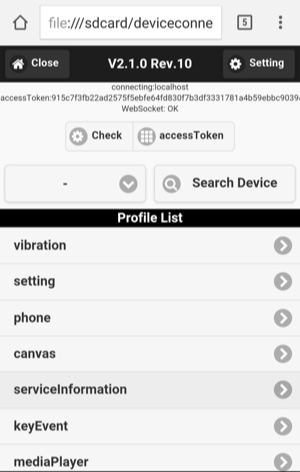 file:///sdcard/deviceconne
5
Close
V2.1.0 Rev.10
Setting
connecting:localhost
accessToken:915c7f3fb22ad2575f5ebfe64fd830f7b3df3331781a4b59ebbc9039a
WebSocket: OK
Check
accessToken
-
Search Device
Profile List
vibration
setting
phone
canvas
serviceInformation
keyEvent
mediaPlayer